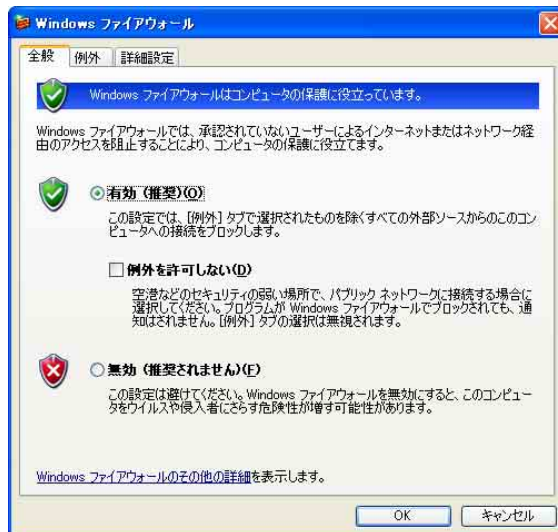 Windows ファイアウォール
全般 例外 詳細設定
Windows ファイアウォールはコンピュータの保護に役立っています。
Windows ファイアウォールでは、承認されていないユーザーによるインターネットまたはネットワーク経
由のアクセスを阻止することにより、コンピュータの保護に役立てます。
有効 (推奨)(O)
この設定では、[例外] タブで選択されたものを除くすべての外部ソースからのこのコン
ピュータへの接続をブロックします。
例外を許可しない(D)
空港などのセキュリティの弱い場所で、パブリック ネットワークに接続する場合に
選択してください。プログラムが Windows ファイアウォールでブロックされても、通
知はされません。[例外] タブの選択は無視されます。
無効 (推奨されません)(F)
この設定は避けてください。Windows ファイアウォールを無効にすると、このコンピュー
タをウイルスや侵入者にさらす危険性が増す可能性があります。
Windows ファイアウォールのその他の詳細を表示します。
OK キャンセル